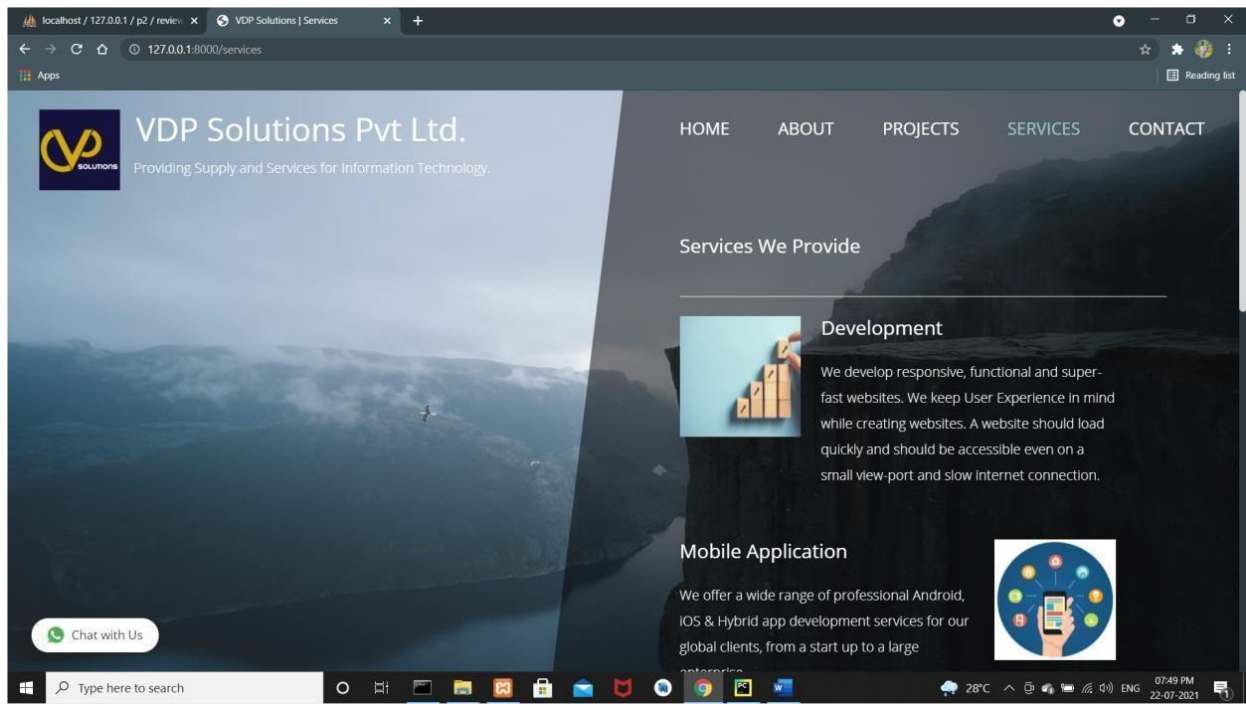 localhost / 127.0.0.1 / p2 / review
VDP Solutions | Services
127.0.0.1:8000/services
Apps
Reading list
VP
SOLUTIONS
VDP Solutions Pvt Ltd.
Providing Supply and Services for Information Technology.
HOME ABOUT PROJECTS SERVICES CONTACT
Services We Provide
Development
We develop responsive, functional and super-
fast websites. We keep User Experience in mind
while creating websites. A website should load
quickly and should be accessible even on a
small view-port and slow internet connection.
Mobile Application
We offer a wide range of professional Android,
iOS & Hybrid app development services for our
global clients, from a start up to a large
enterprise
Chat with Us
Type here to search
PC
W
28°C
ENG
07:49 PM
22-07-2021
1